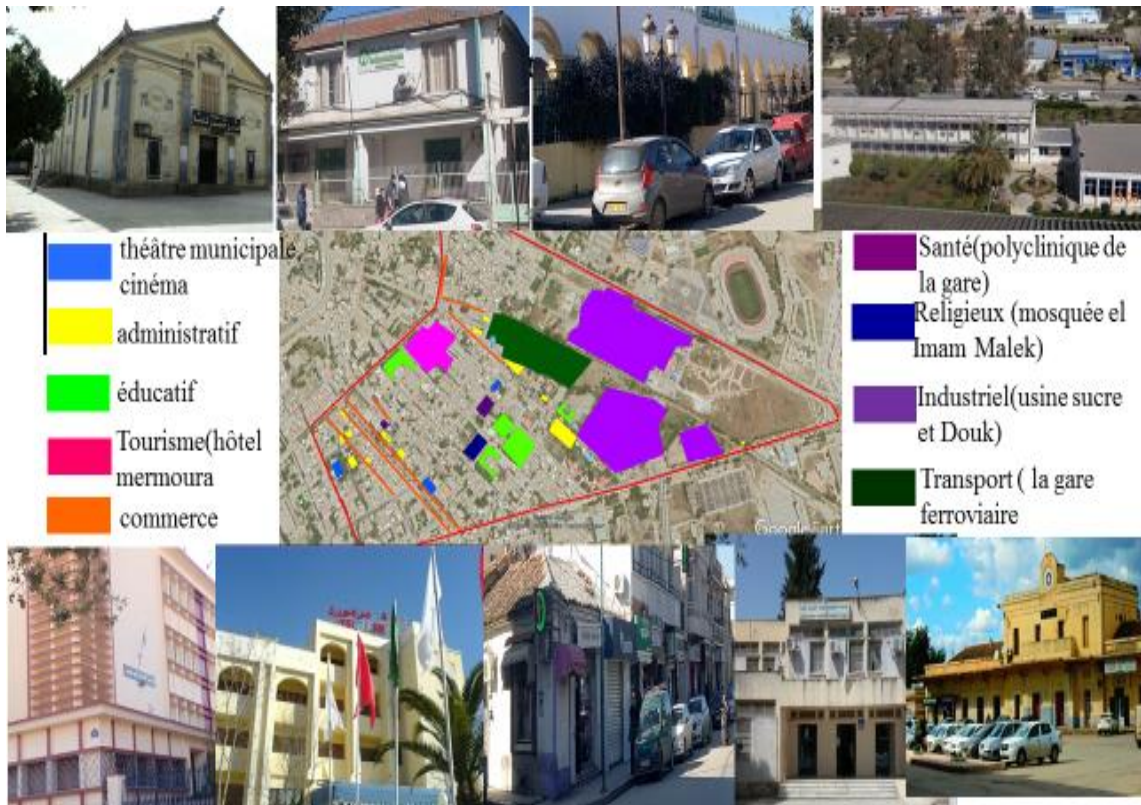 théâtre municipale
cinéma
administratif
éducatif
Tourisme(hôtel
mermoura
commerce
Google Eart
Santé(polyclinique de
la gare)
Religieux (mosquée el
Imam Malek)
Industriel(usine sucre
et Douk)
Transport ( la gare
ferroviaire